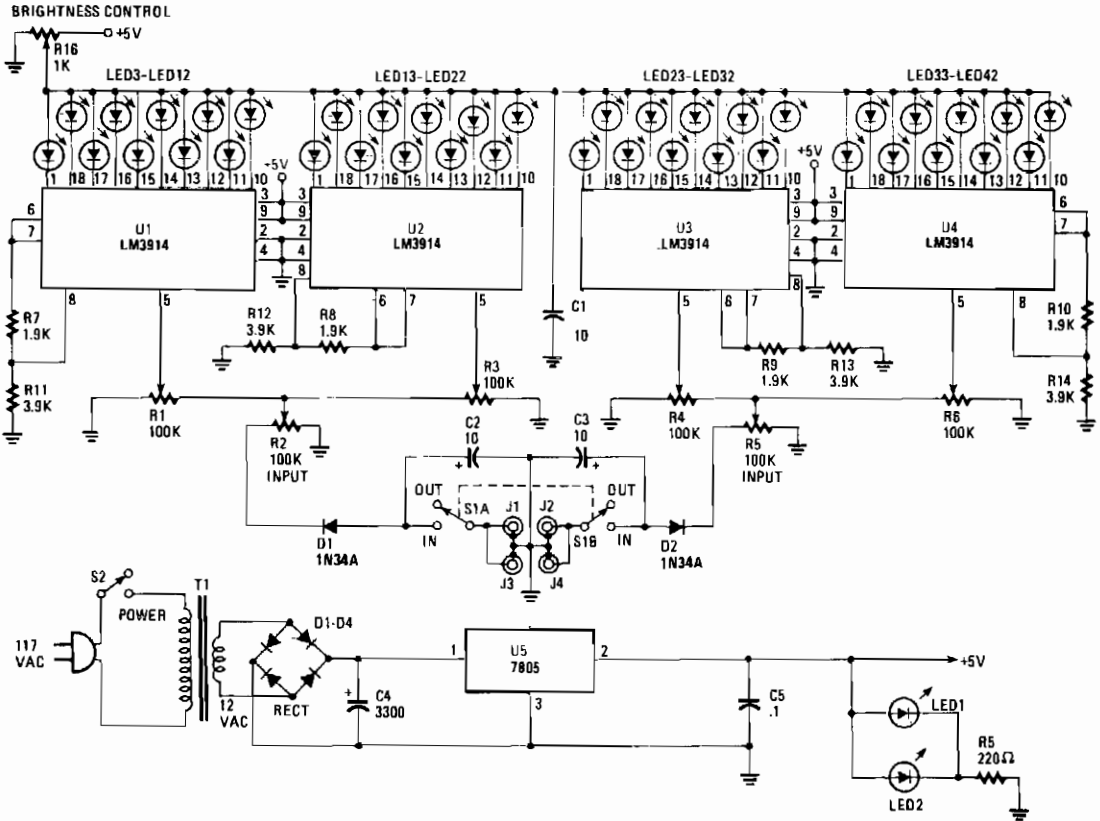 BRIGHTNESS CONTROL
+5V
R16
1K
LED3-LED12
LED13-LED22
LED23-LED32
LED33-LED42
1 18 17 16 15 14 13 12 11 10
+5V
1 18 17 16 15 14 13 12 11 10
1 18 17 16 15 14 13 12 11 10
+5V
1 18 17 16 15 14 13 12 11 10
6
7
U1
LM3914
3
9
2
4
3
9
2
4
8
U2
LM3914
U3
LM3914
3
9
2
4
8
3
9
2
4
U4
LM3914
6
7
8
5
6
7
5
5
6
7
5
8
R7
1.9K
R12
3.9K
R8
1.9K
C1
10
R10
1.9K
R11
3.9K
R3
100K
R9
1.9K
R13
3.9K
R14
3.9K
R1
100K
R2
100K
INPUT
C2
10
+
C3
10
+
R4
100K
R5
100K
INPUT
R6
100K
OUT
S1A
IN
J1
J2
J3
J4
OUT
S1B
IN
D1
1N34A
D2
1N34A
S2
POWER
T1
117
VAC
12
VAC
D1-D4
RECT
+
C4
3300
1
U5
7805
2
3
C5
.1
+5V
LED1
LED2
R5
220Ω